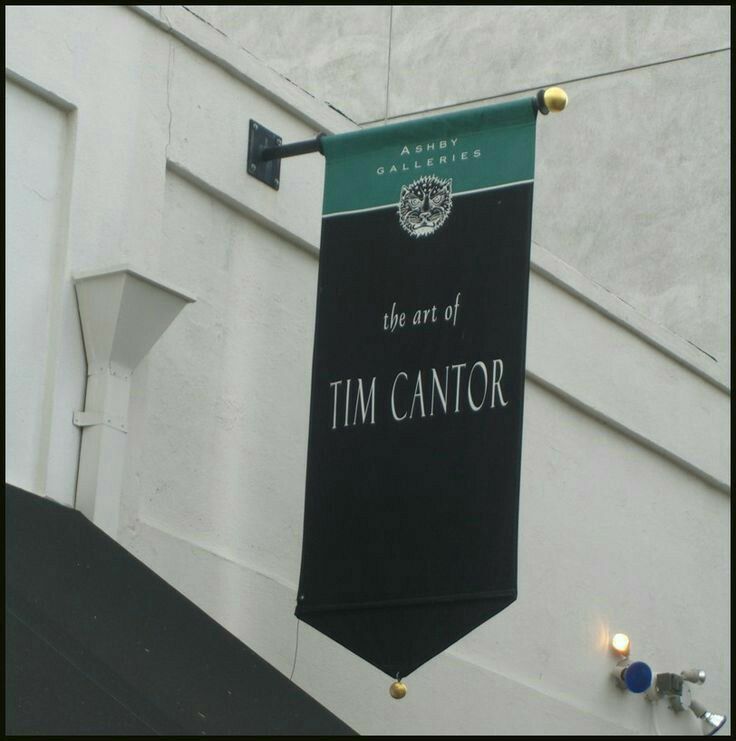 ASHBY
GALLERIES
the art of
TIM CANTOR